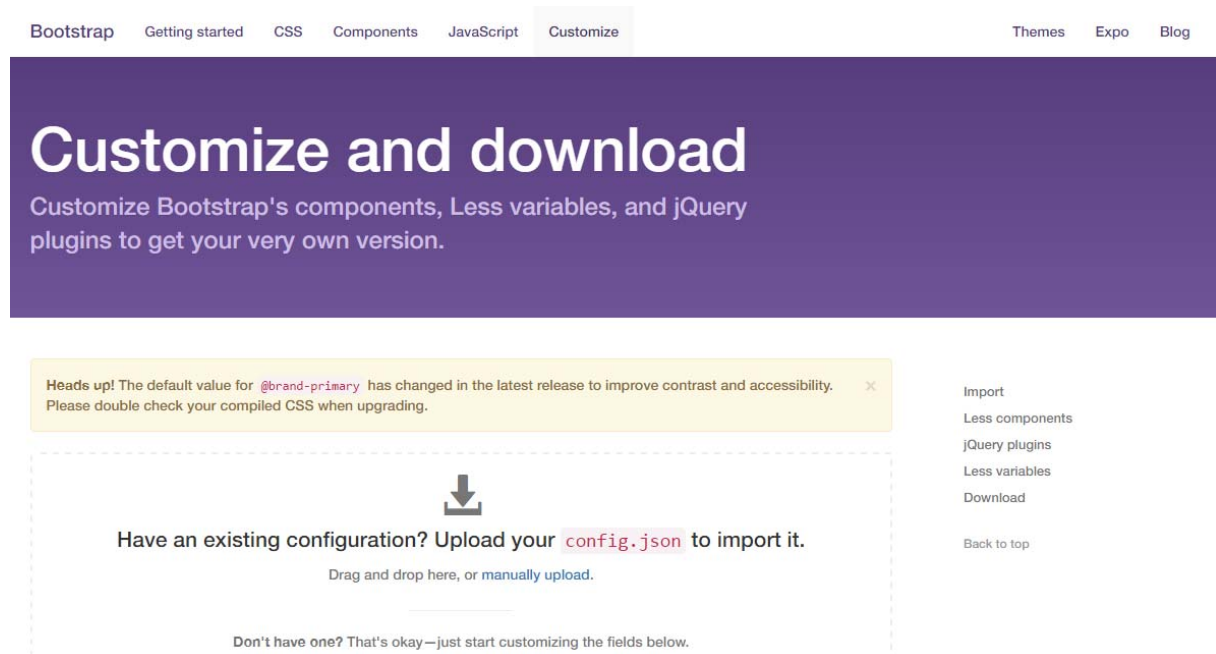 Bootstrap Getting started CSS Components JavaScript Customize Themes Expo Blog
Customize and download
Customize Bootstrap's components, Less variables, and jQuery
plugins to get your very own version.
Heads up! The default value for @brand-primary has changed in the latest release to improve contrast and accessibility. ×
Please double check your compiled CSS when upgrading.
Have an existing configuration? Upload your config.json to import it.
Drag and drop here, or manually upload.
Don't have one? That's okay—just start customizing the fields below.
Import
Less components
jQuery plugins
Less variables
Download
Back to top